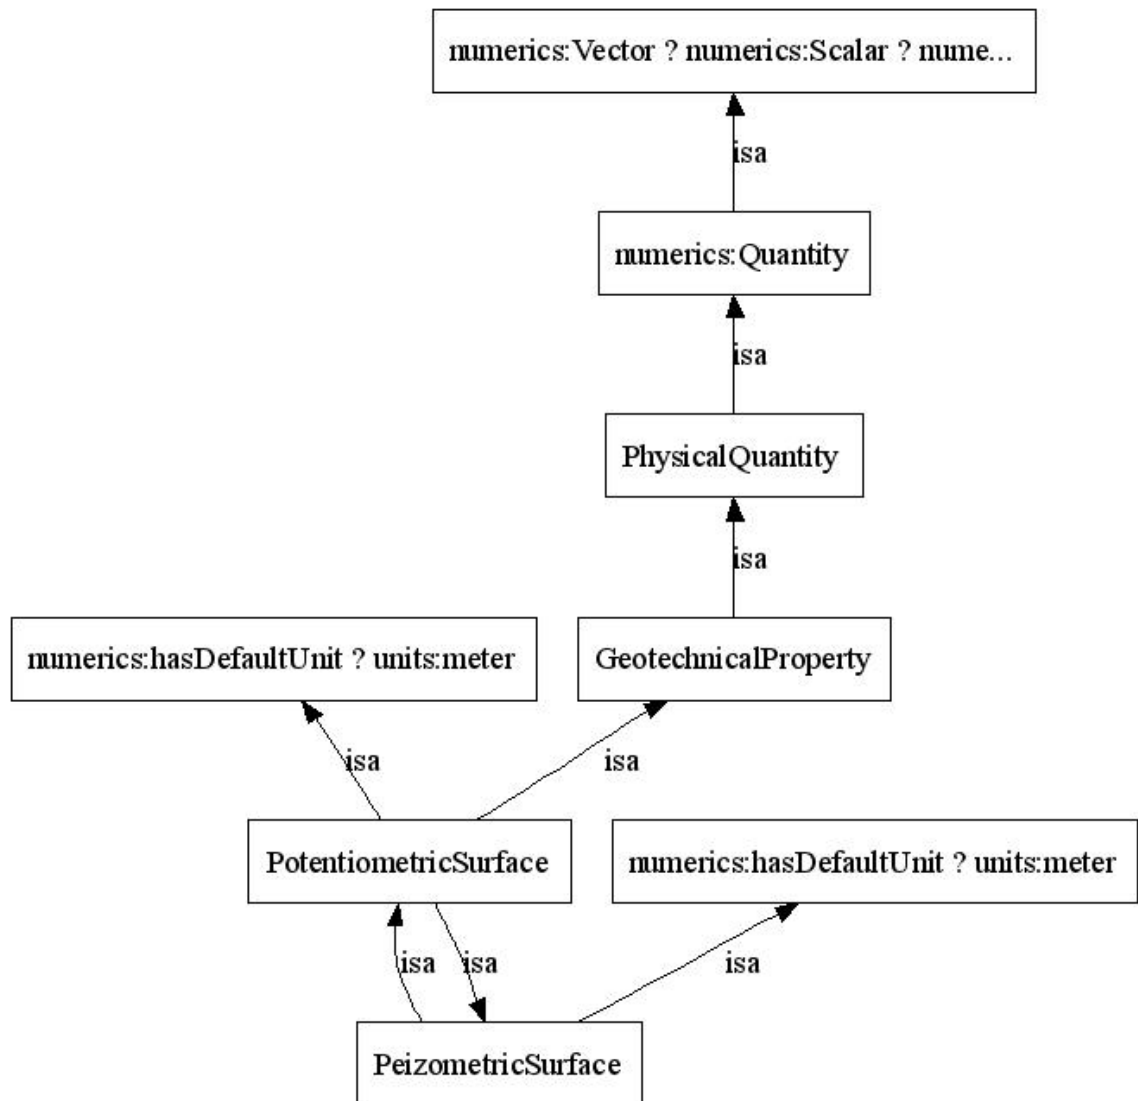 numerics:Vector ? numerics:Scalar ? nume...
isa
numerics:Quantity
isa
PhysicalQuantity
isa
numerics:hasDefaultUnit ? units:meter
GeotechnicalProperty
isa
isa
PotentiometricSurface
numerics:hasDefaultUnit ? units:meter
isa
isa
isa
PeizometricSurface